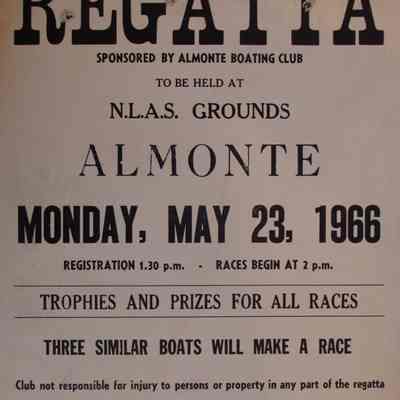 REGATTA
SPONSORED BY ALMONTE BOATING CLUB
TO BE HELD AT
N.L.A.S. GROUNDS
ALMONTE
MONDAY, MAY 23, 1966
REGISTRATION 1.30 p.m. - RACES BEGIN AT 2 p.m.
TROPHIES AND PRIZES FOR ALL RACES
THREE SIMILAR BOATS WILL MAKE A RACE
Club not responsible for injury to persons or property in any part of the regatta